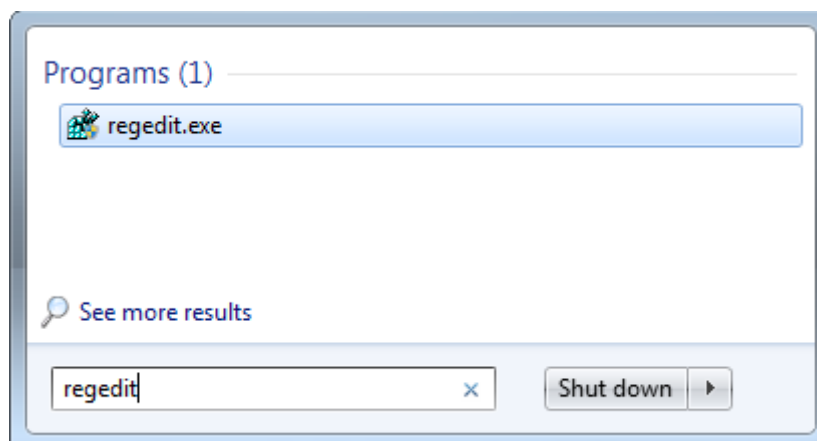 Programs (1)
regedit.exe
See more results
regedit
Shut down